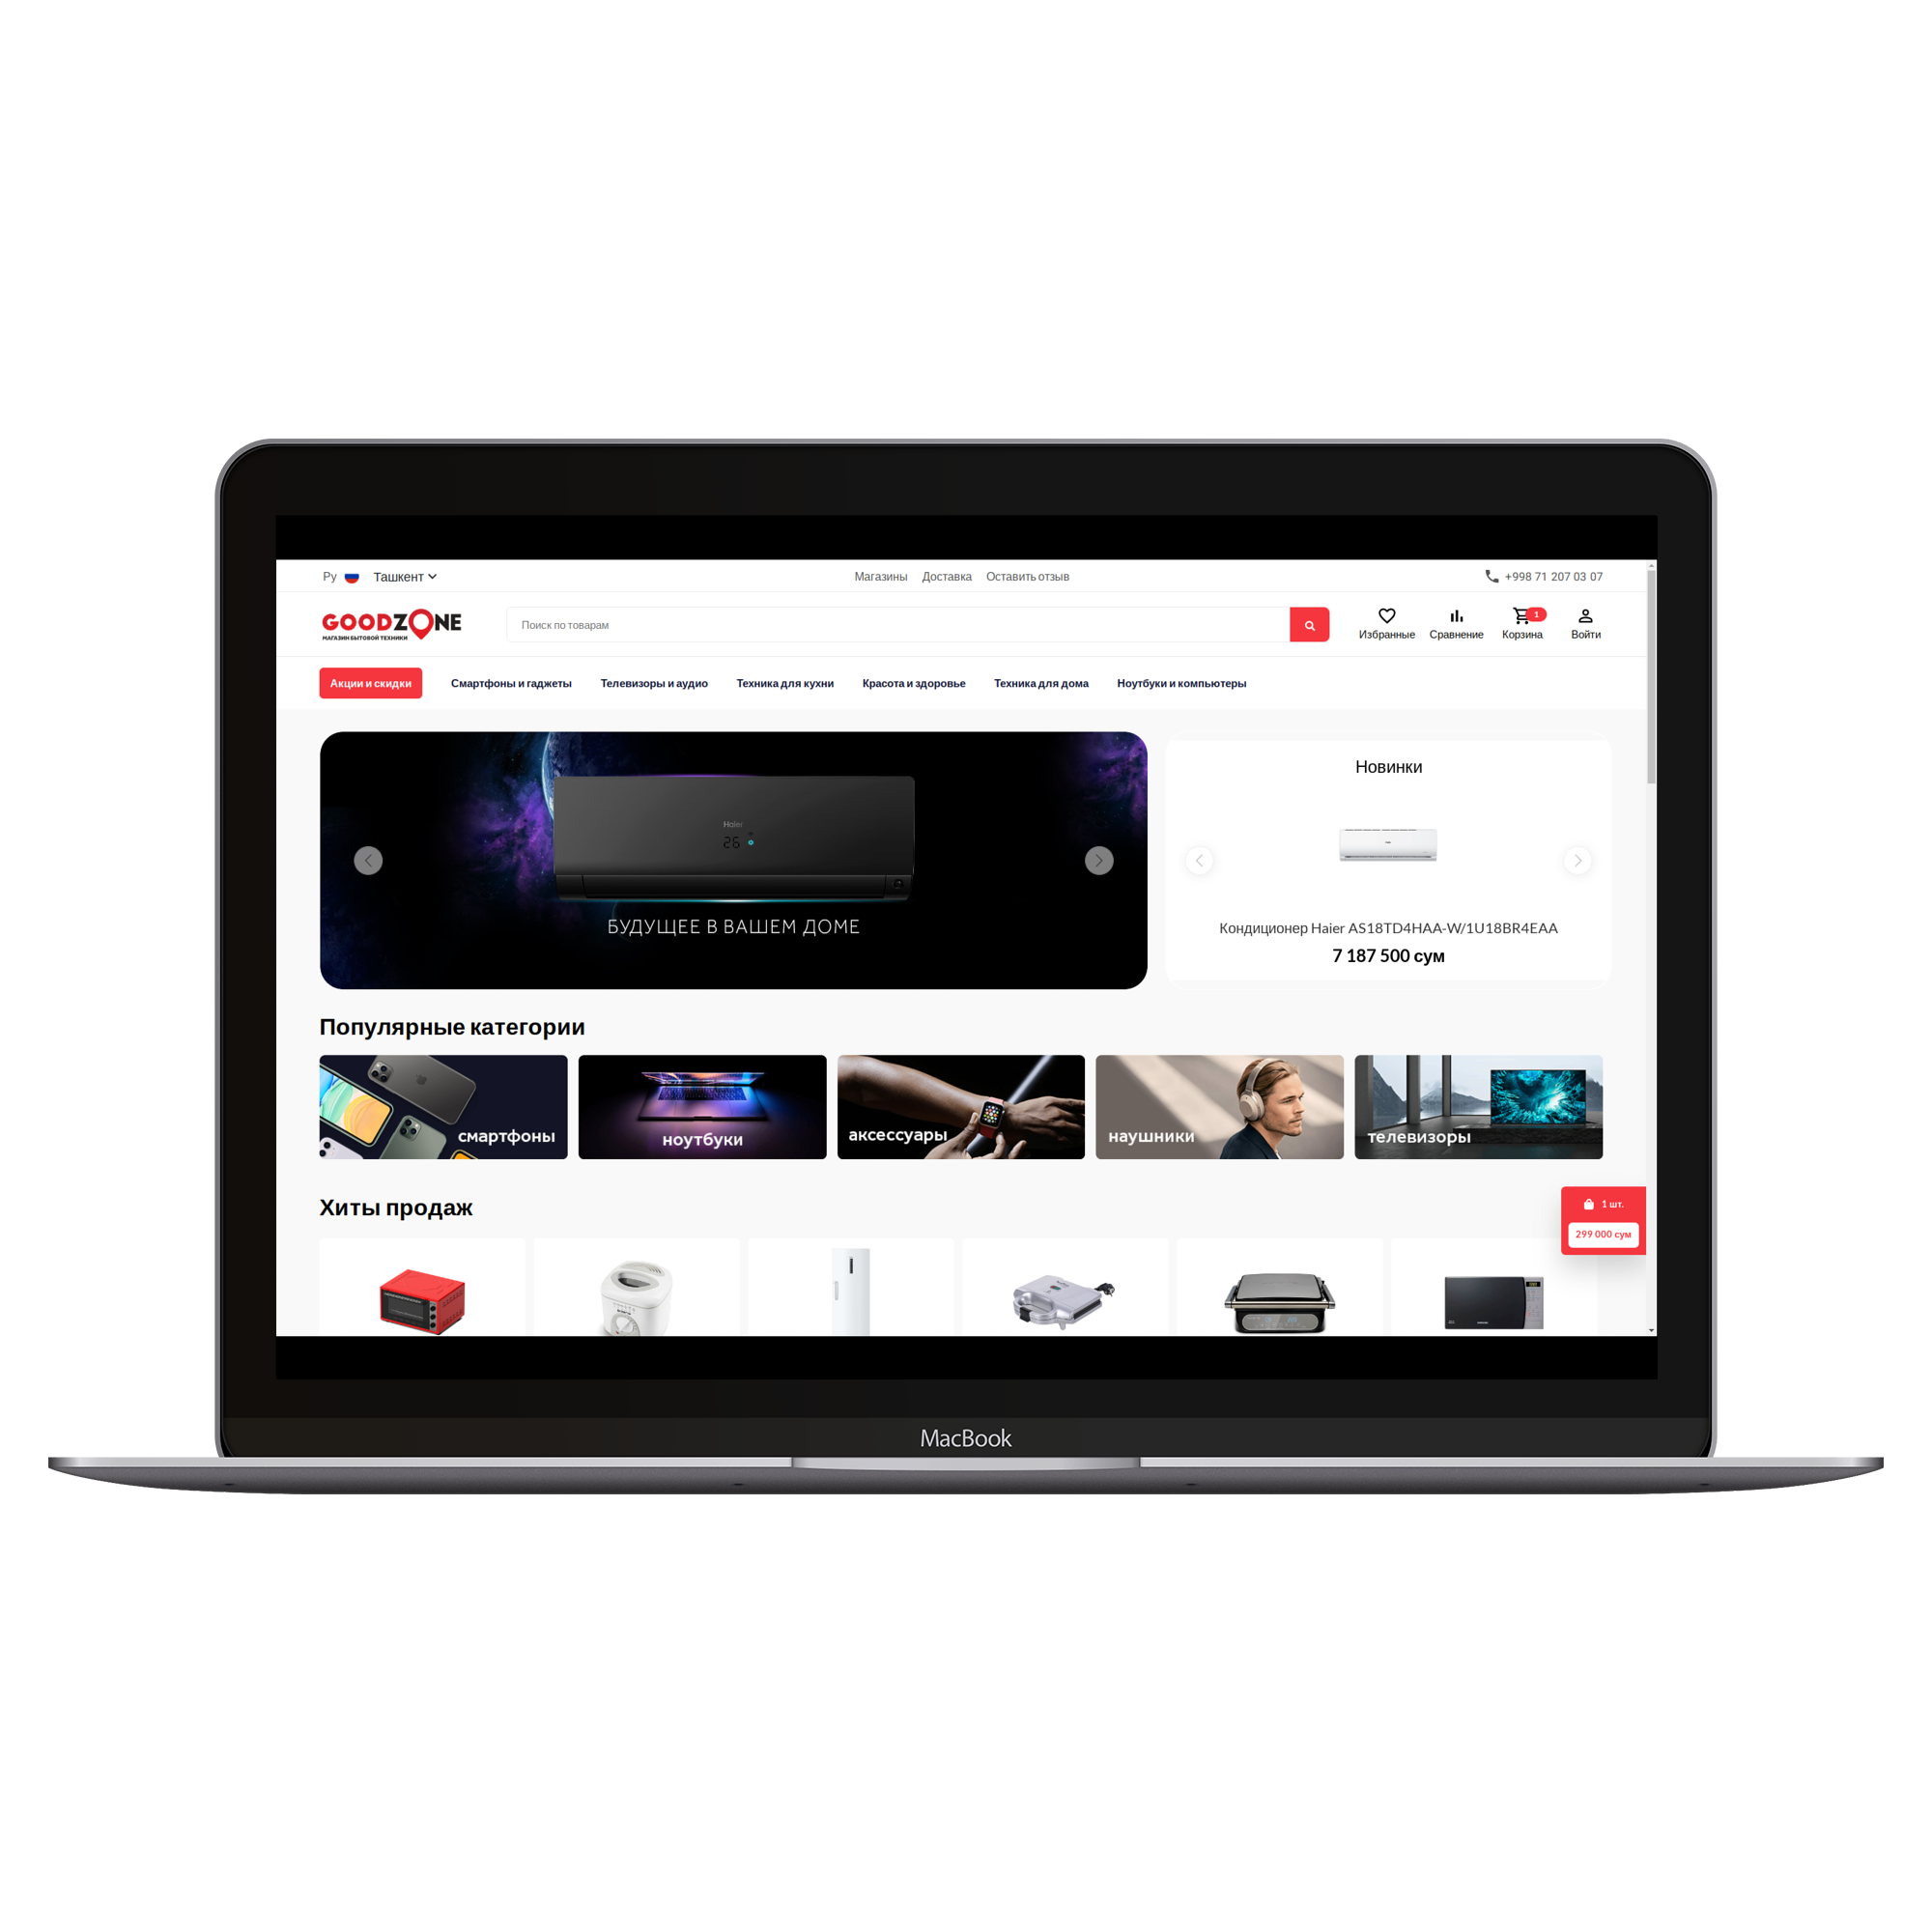 Ру Ташкент Магазины Доставка Оставить отзыв +998 71 207 03 07
GOODZONE
МАГАЗИН БЫТОВОЙ ТЕХНИКИ
Поиск по товарам
1
Избранные Сравнение Корзина Войти
Акции и скидки Смартфоны и гаджеты Телевизоры и аудио Техника для кухни Красота и здоровье Техника для дома Ноутбуки и компьютеры
Haier
26
БУДУЩЕЕ В ВАШЕМ ДОМЕ
Новинки
Кондиционер Haier AS18TD4HAA-W/1U18BR4EAA
7 187 500 сум
Популярные категории
смартфоны ноутбуки аксессуары наушники телевизоры
Хиты продаж
1 шт.
299 000 сум
MacBook